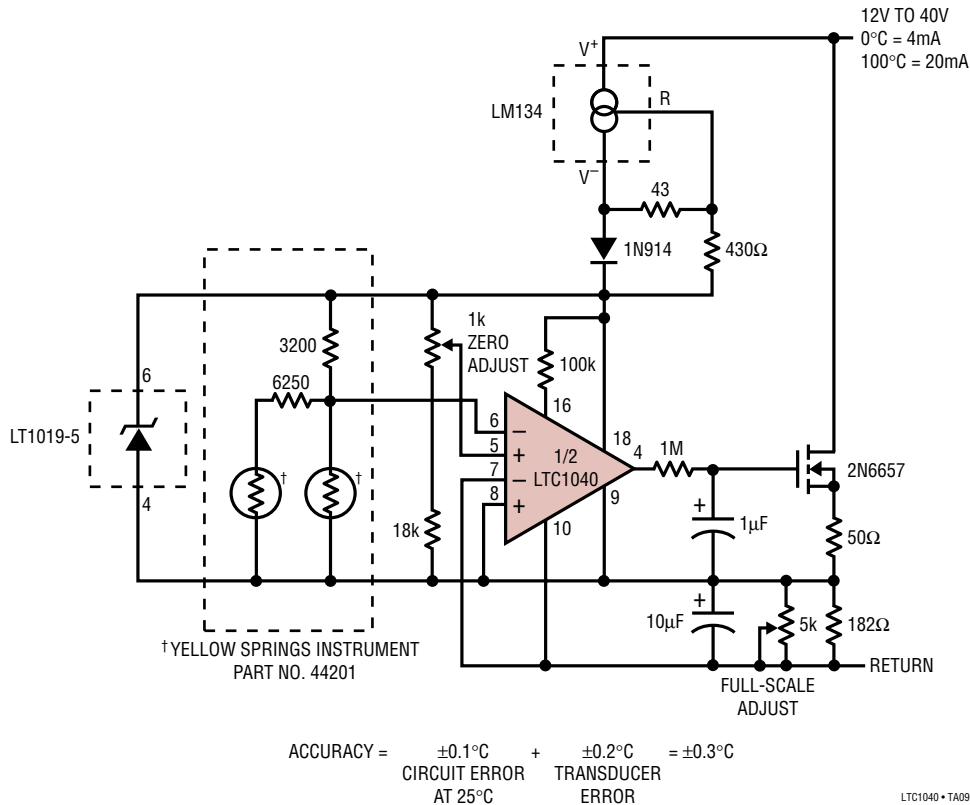 12V TO 40V
0°C = 4mA
100°C = 20mA
V+
LM134
R
V–
43
1N914
430Ω
3200
1k
ZERO
ADJUST
100k
6
6250
16
LT1019-5
6
5
7
8
–
+
–
+
1/2
LTC1040
18
4
1M
2N6657
†
†
4
9
10
18k
+
1µF
50Ω
+
10µF
5k
182Ω
†YELLOW SPRINGS INSTRUMENT
PART NO. 44201
RETURN
FULL-SCALE
ADJUST
ACCURACY = ±0.1°C + ±0.2°C = ±0.3°C
CIRCUIT ERROR TRANSDUCER
AT 25°C ERROR
LTC1040 • TA09